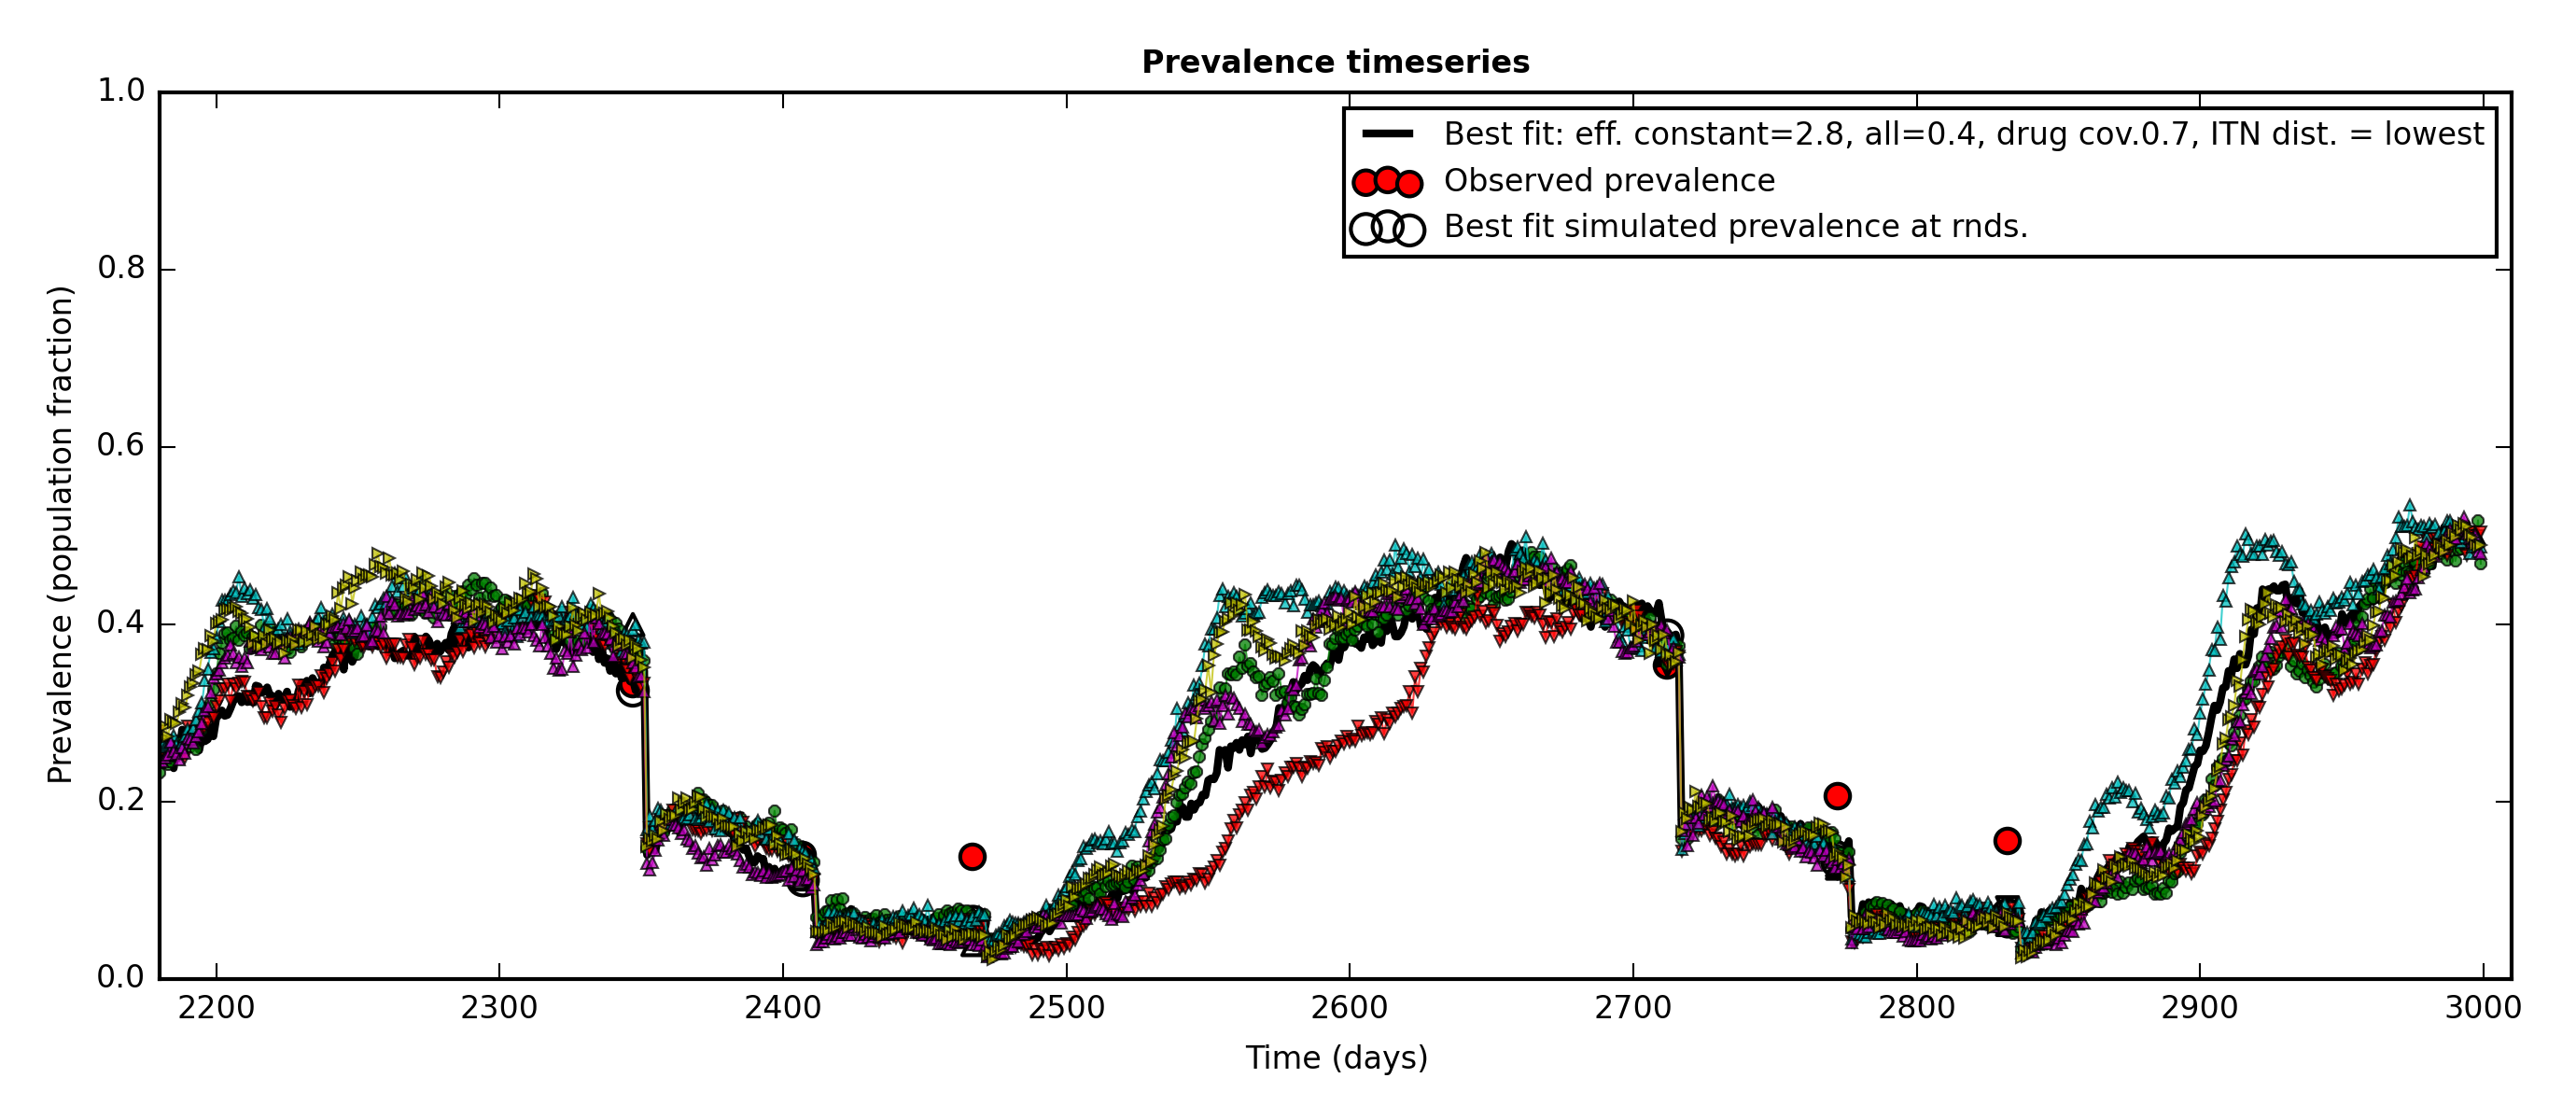 Prevalence timeseries
1.0
0.8
0.6
0.4
0.2
0.0
Prevalence (population fraction)
Best fit: eff. constant=2.8, all=0.4, drug cov.0.7, ITN dist. = lowest
Observed prevalence
Best fit simulated prevalence at rnds.
2200 2300 2400 2500 2600 2700 2800 2900 3000
Time (days)